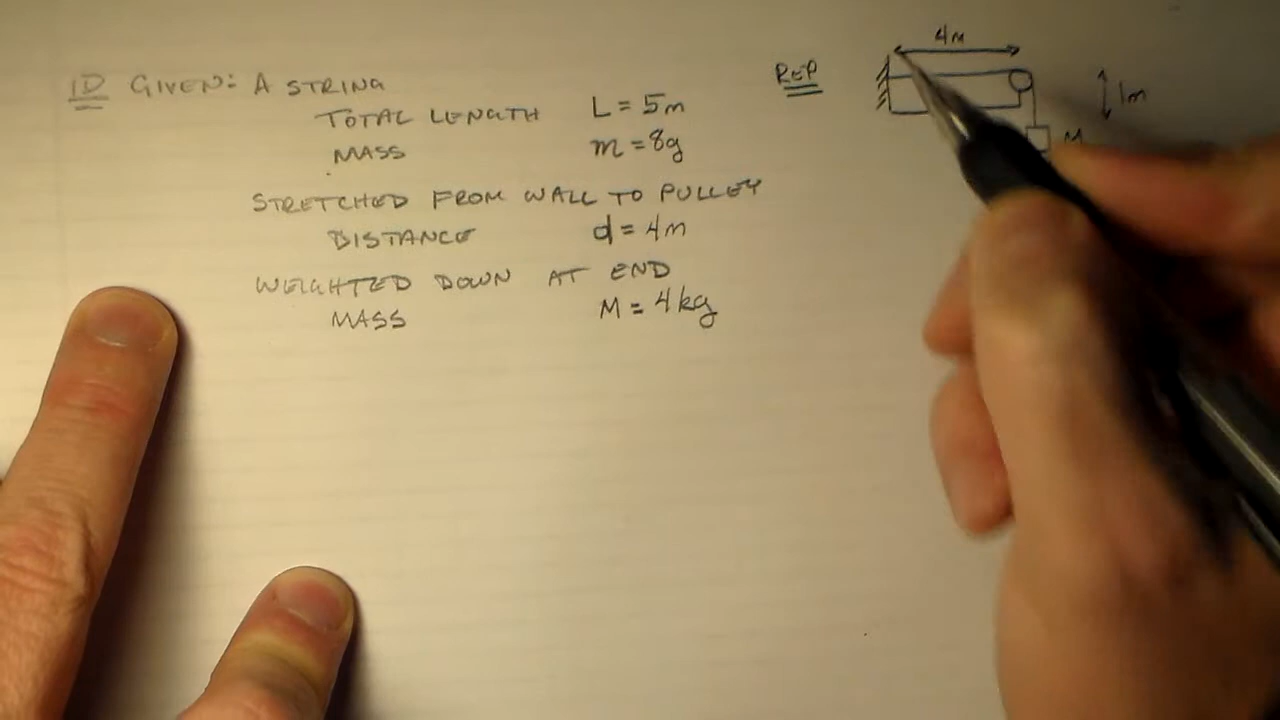 ID GIVEN: A STRING
TOTAL LENGTH L = 5m
MASS m = 8g
STRETCHED FROM WALL TO PULLEY
DISTANCE d = 4m
WEIGHTED DOWN AT END
MASS M = 4kg
REP
4m
1m
M